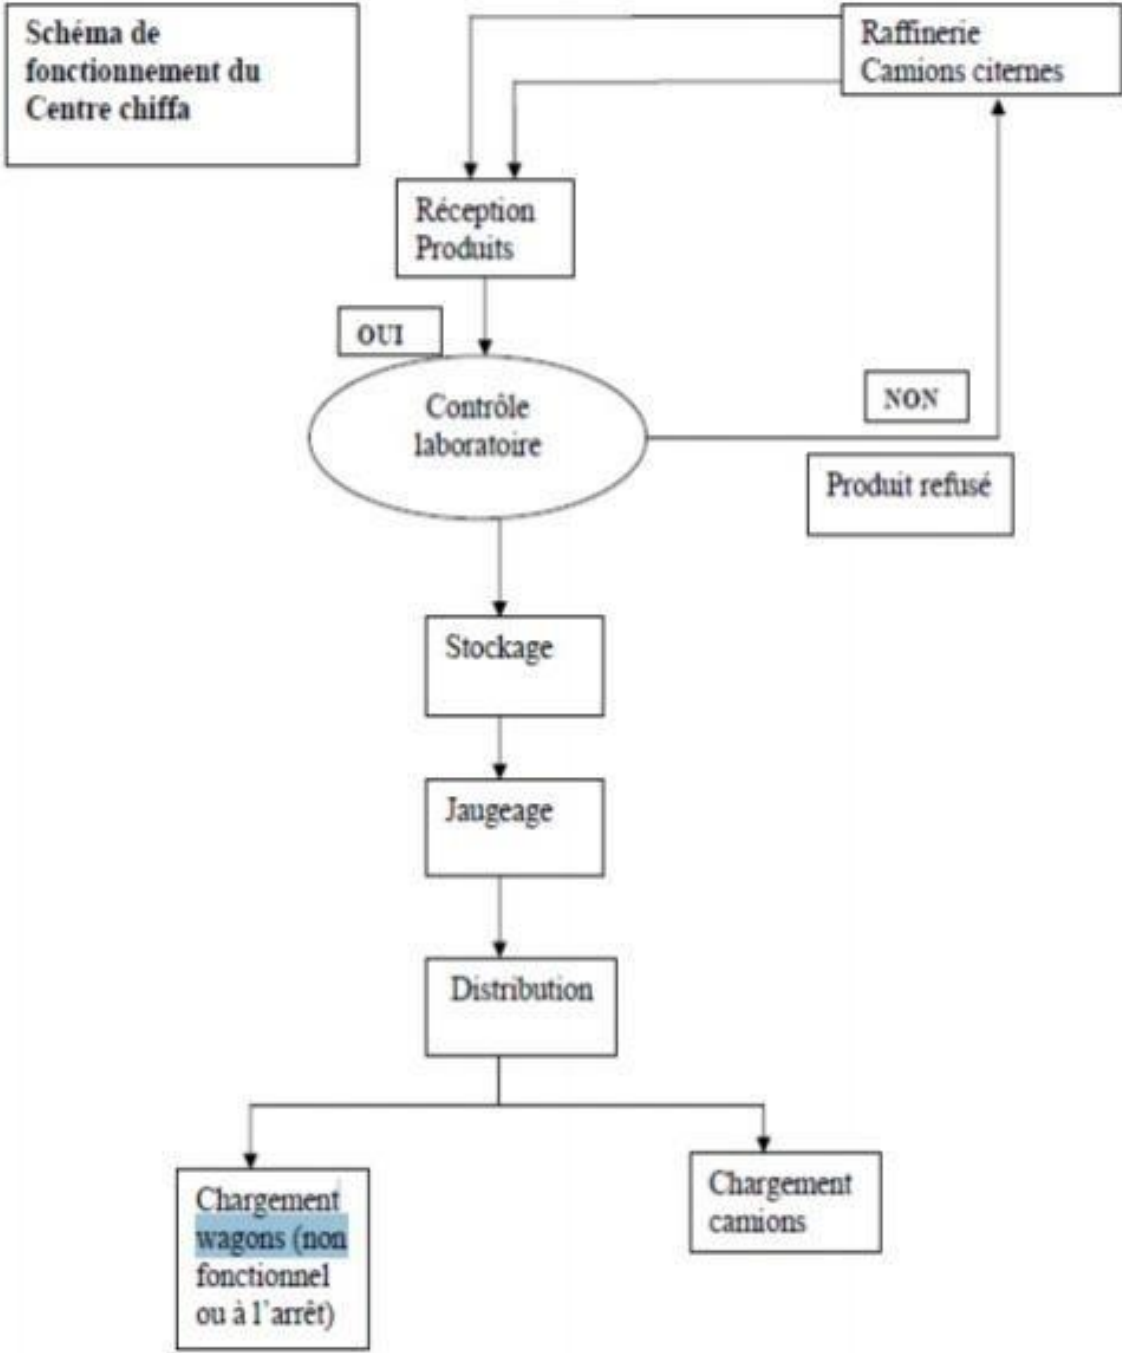 Schéma de
fonctionnement du
Centre chiffa
Raffinerie
Camions citernes
Réception
Produits
OUI
Contrôle
laboratoire
NON
Produit refusé
Stockage
Jaugeage
Distribution
Chargement
wagons (non
fonctionnel
ou à l'arrêt)
Chargement
camions